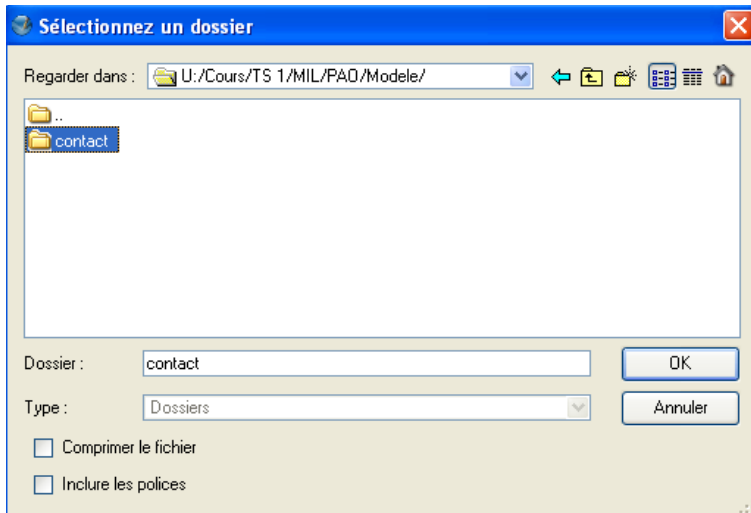 Sélectionnez un dossier
Regarder dans : U:/Cours/TS 1/MIL/PAO/Modele/
..
contact
Dossier : contact OK
Type : Dossiers Annuler
Comprimer le fichier
Inclure les polices